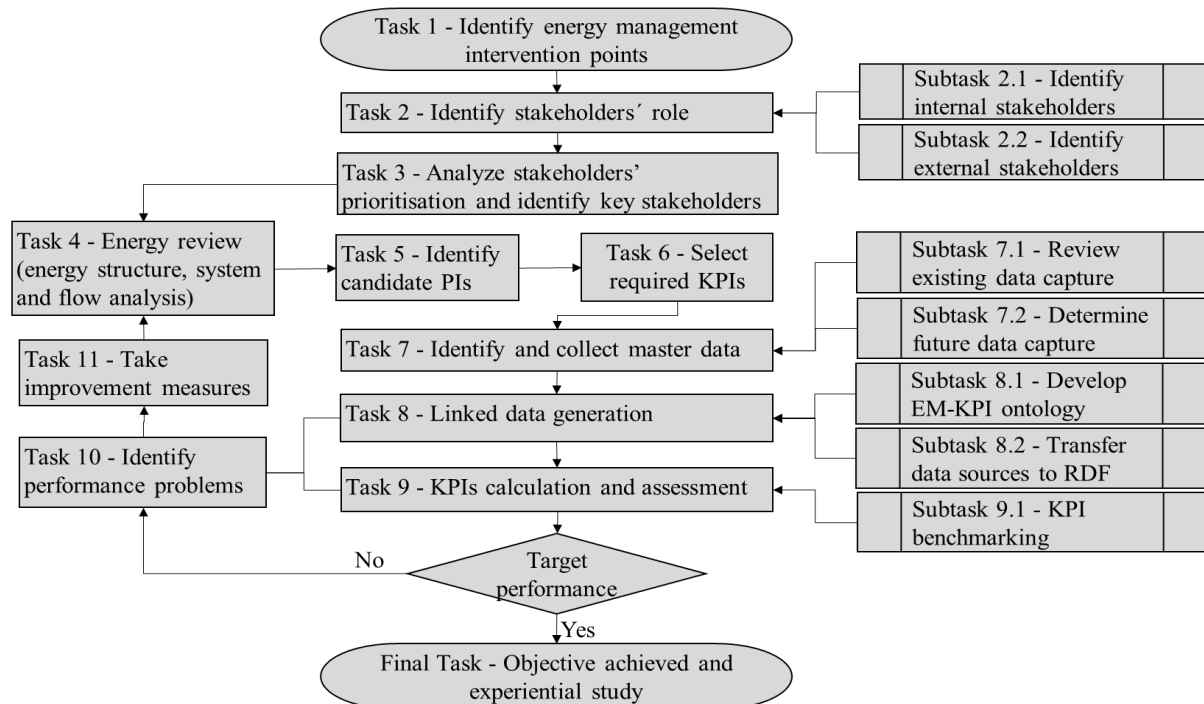 Task 1 - Identify energy management
intervention points
Task 2 - Identify stakeholders´ role
Subtask 2.1 - Identify
internal stakeholders
Subtask 2.2 - Identify
external stakeholders
Task 3 - Analyze stakeholders’
prioritisation and identify key stakeholders
Task 4 - Energy review
(energy structure, system
and flow analysis)
Task 5 - Identify
candidate PIs
Task 6 - Select
required KPIs
Subtask 7.1 - Review
existing data capture
Subtask 7.2 - Determine
future data capture
Task 7 - Identify and collect master data
Task 11 - Take
improvement measures
Subtask 8.1 - Develop
EM-KPI ontology
Task 8 - Linked data generation
Subtask 8.2 - Transfer
data sources to RDF
Task 10 - Identify
performance problems
Task 9 - KPIs calculation and assessment
Subtask 9.1 - KPI
benchmarking
No
Target
performance
Yes
Final Task - Objective achieved and
experiential study